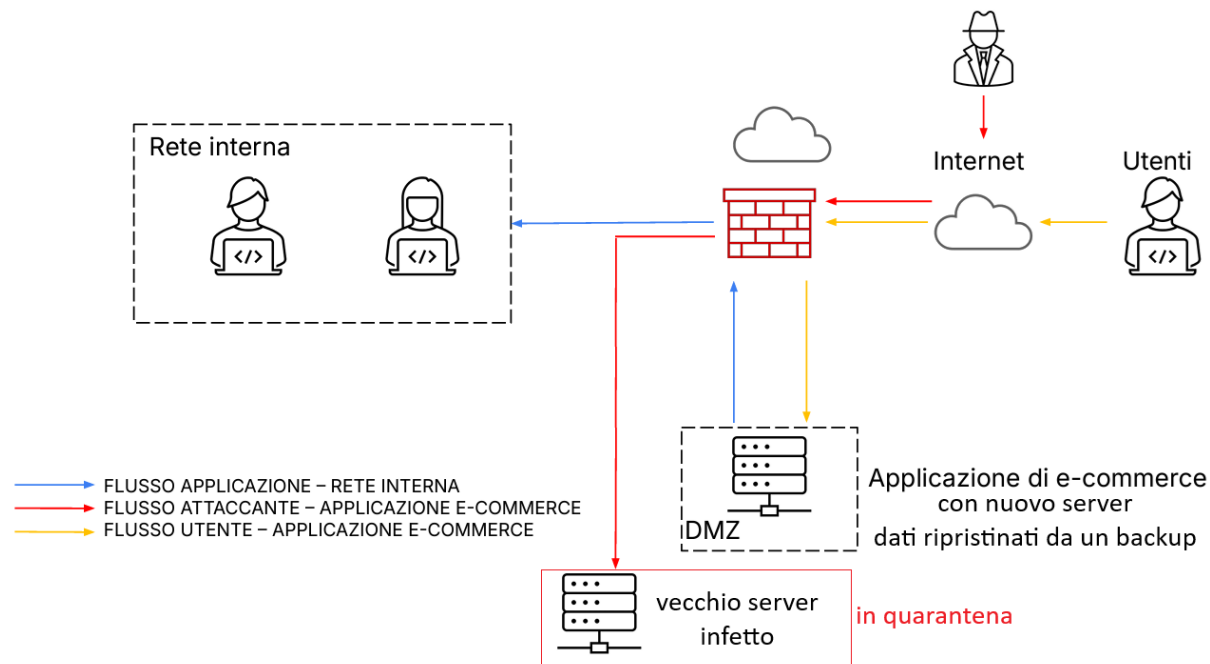 Rete interna
Internet
Utenti
FLUSSO APPLICAZIONE – RETE INTERNA
FLUSSO ATTACCANTE – APPLICAZIONE E-COMMERCE
FLUSSO UTENTE – APPLICAZIONE E-COMMERCE
DMZ
Applicazione di e-commerce
con nuovo server
dati ripristinati da un backup
vecchio server
infetto
in quarantena